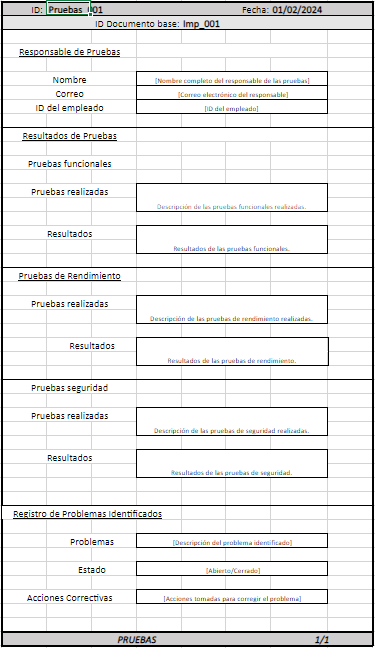 ID: Pruebas_001 Fecha: 01/02/2024
ID Documento base: Imp_001
Responsable de Pruebas
Nombre [Nombre completo del responsable de las pruebas]
Correo [Correo electrónico del responsable]
ID del empleado [ID del empleado]
Resultados de Pruebas
Pruebas funcionales
Pruebas realizadas Descripción de las pruebas funcionales realizadas.
Resultados Resultados de las pruebas funcionales.
Pruebas de Rendimiento
Pruebas realizadas Descripción de las pruebas de rendimiento realizadas.
Resultados Resultados de las pruebas de rendimiento.
Pruebas seguridad
Pruebas realizadas Descripción de las pruebas de seguridad realizadas.
Resultados Resultados de las pruebas de seguridad.
Registro de Problemas Identificados
Problemas [Descripción del problema identificado]
Estado [Abierto/Cerrado]
Acciones Correctivas [Acciones tomadas para corregir el problema]
PRUEBAS 1/1